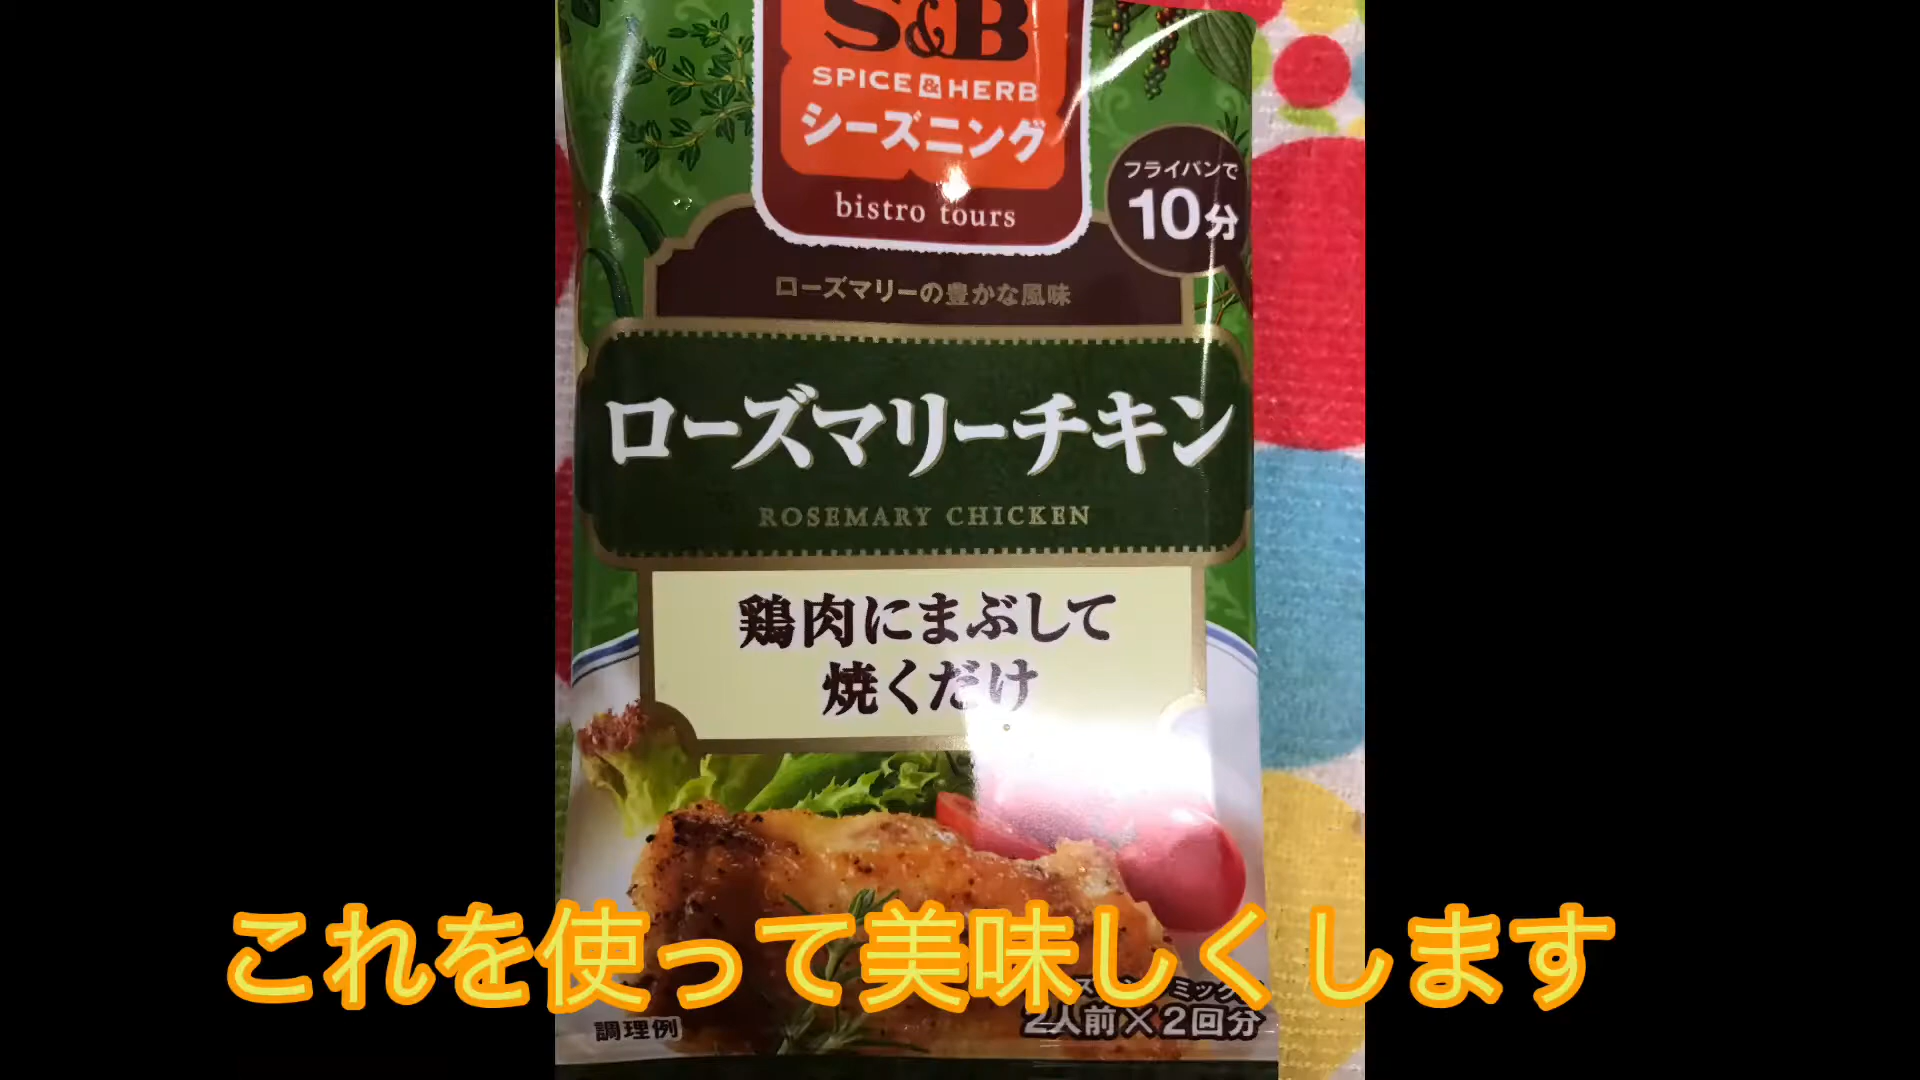 S&B
SPICE & HERB
シーズニング
bistro tours
フライパンで
10分
ローズマリーの豊かな風味
ローズマリーチキン
ROSEMARY CHICKEN
鶏肉にまぶして
焼くだけ
これを使って美味しくします
2人前×2回分
調理例